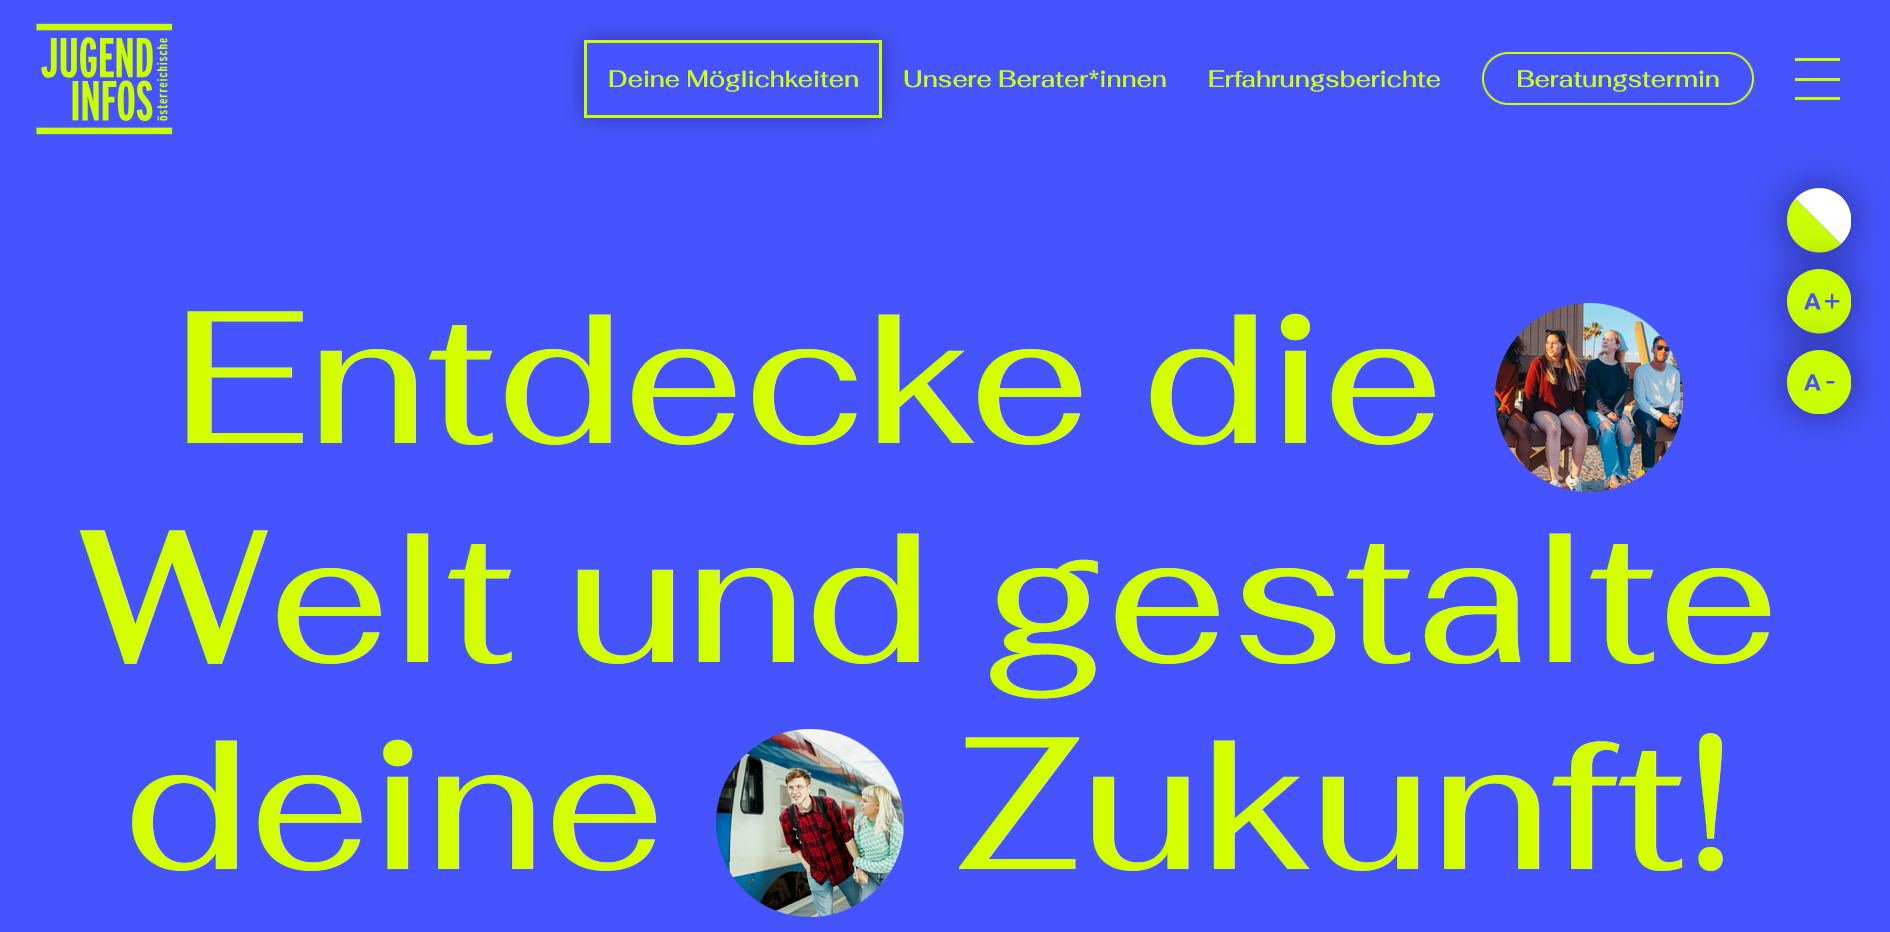 JUGEND
INFOS
österreichische
Deine Möglichkeiten
Unsere Berater*innen
Erfahrungsberichte
Beratungstermin
A+
A-
Entdecke die
Welt und gestalte
deine Zukunft!